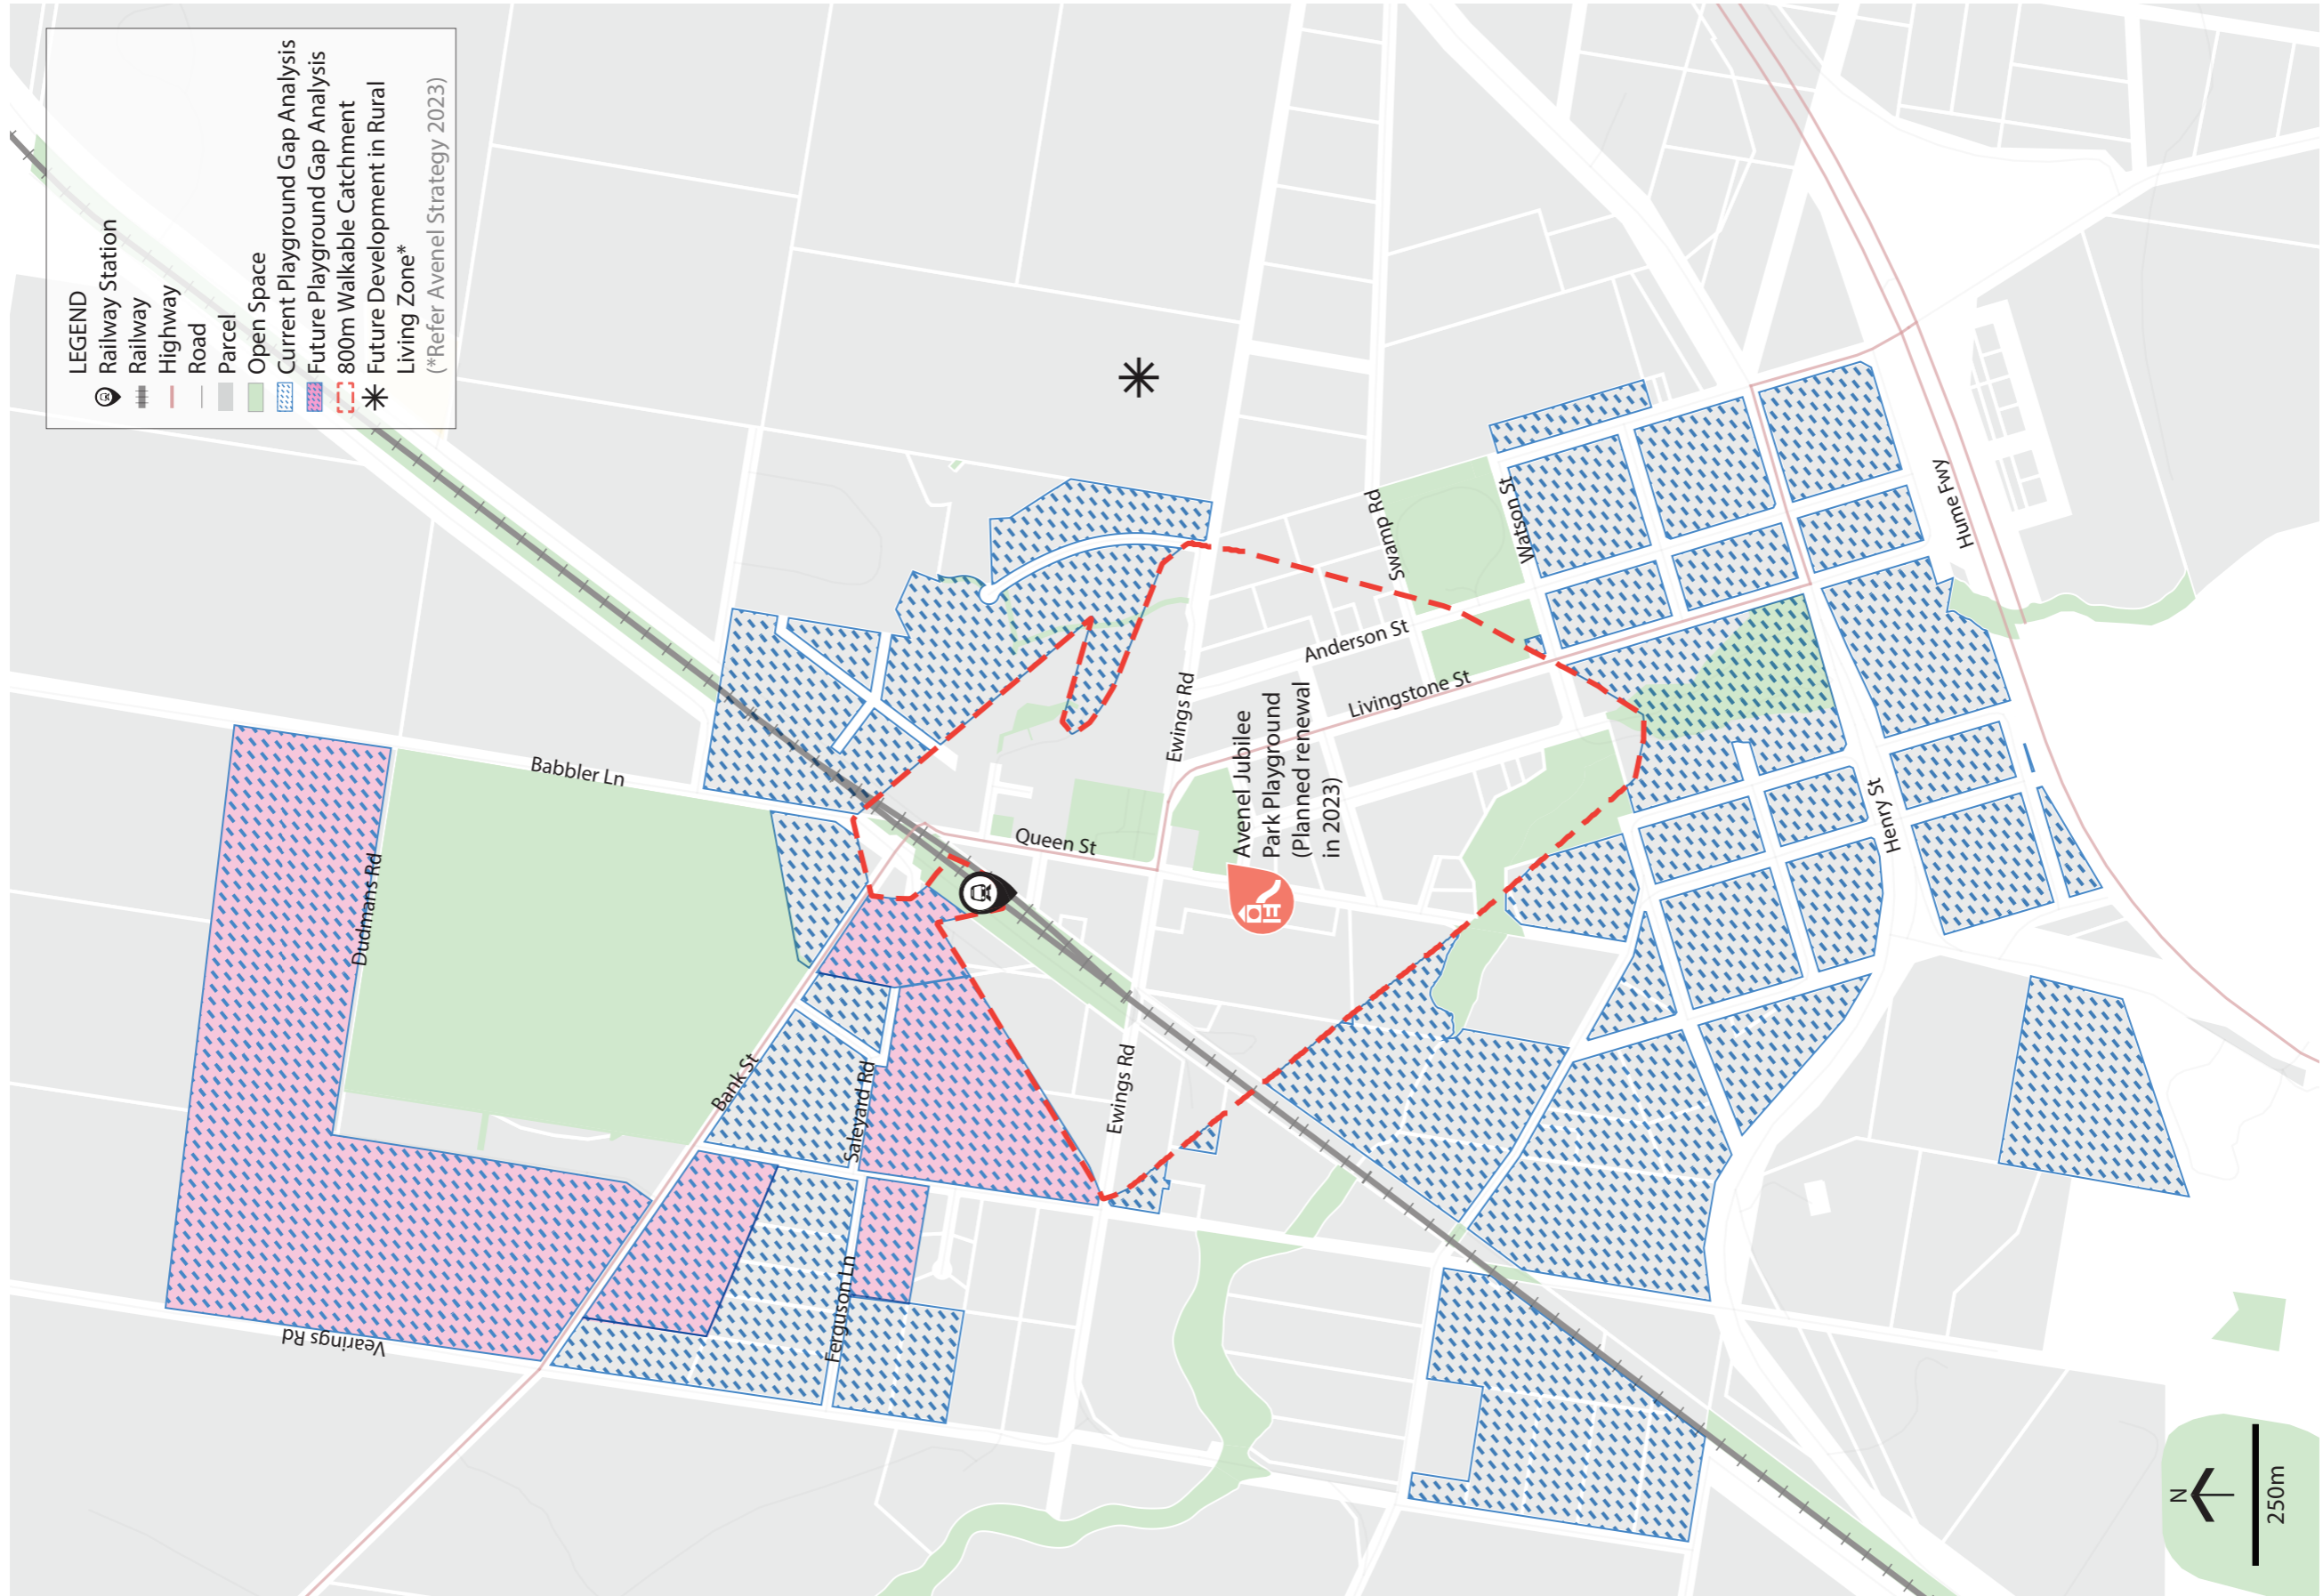 LEGEND
Railway Station
Railway
Highway
Road
Parcel
Open Space
Current Playground Gap Analysis
Future Playground Gap Analysis
800m Walkable Catchment
Future Development in Rural
Living Zone*
(*Refer Avenel Strategy 2023)
Babbler Ln
Dudmans Rd
Vearings Rd
Bank St
Saleyard Rd
Ferguson Ln
Queen St
Ewings Rd
Ewings Rd
Avenel Jubilee
Park Playground
(Planned renewal
in 2023)
Anderson St
Livingstone St
Swamp Rd
Watson St
Henry St
Hume Fwy
N
250m